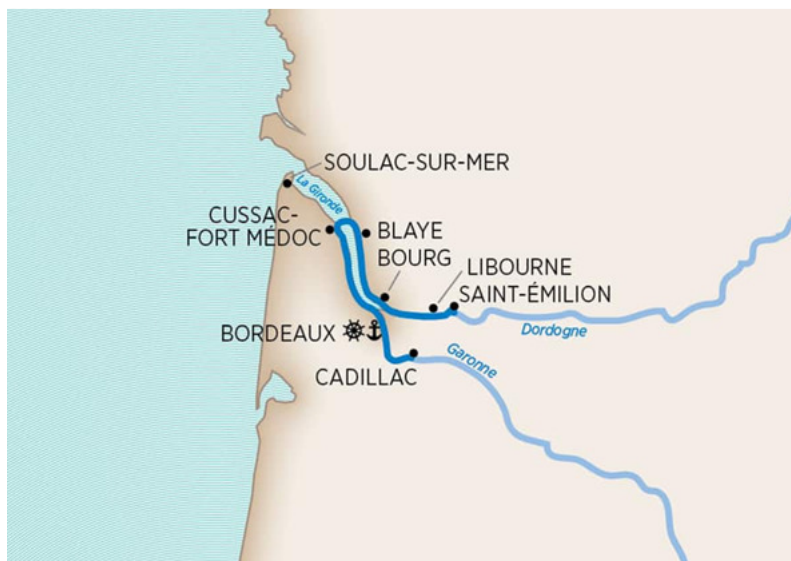 SOULAC-SUR-MER
La Gironde
CUSSAC-
FORT MÉDOC
BLAYE
BOURG
LIBOURNE
SAINT-ÉMILION
BORDEAUX
Dordogne
Garonne
CADILLAC